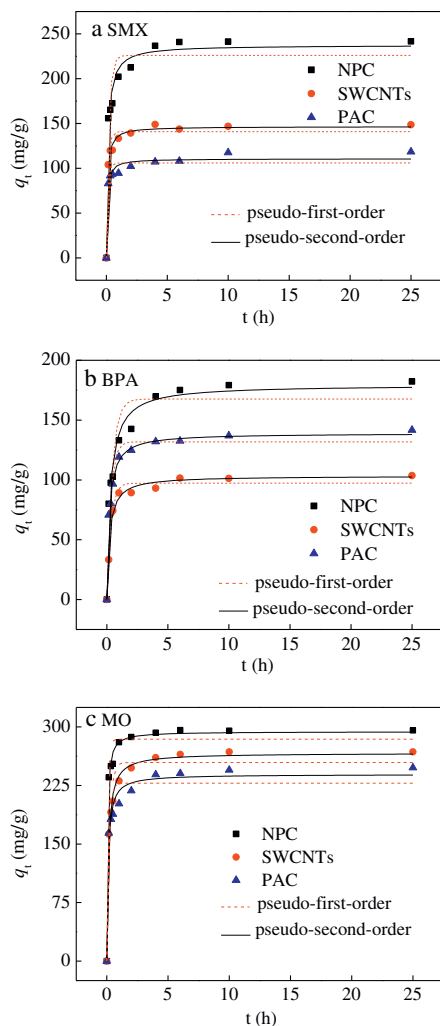 a SMX
250
200
150
100
50
0
q_t (mg/g)
NPC
SWCNTs
PAC
pseudo-first-order
pseudo-second-order
0 5 10 15 20 25
t (h)
b BPA
200
150
100
50
0
q_t (mg/g)
NPC
SWCNTs
PAC
pseudo-first-order
pseudo-second-order
0 5 10 15 20 25
t (h)
c MO
300
225
150
75
0
q_t (mg/g)
NPC
SWCNTs
PAC
pseudo-first-order
pseudo-second-order
0 5 10 15 20 25
t (h)